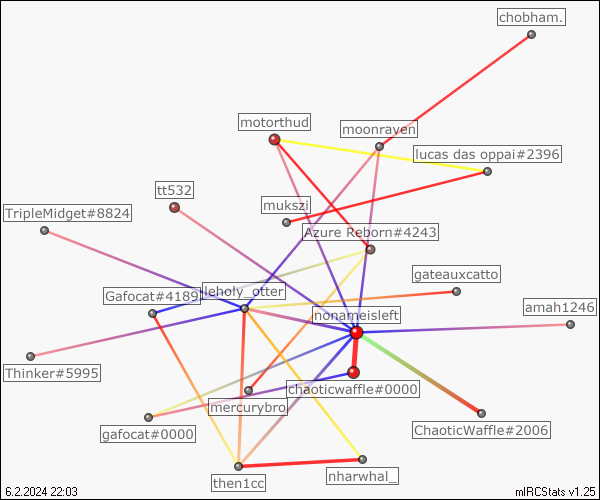 chobham.
motorthud
moonraven
lucas das oppai#2396
tt532
mukszi
TripleMidget#8824
Azure Reborn#4243
gateauxcatto
Gafocat#4189
leholy_otter
nonameisleft
amah1246
Thinker#5995
chaoticwaffle#0000
mercurybro
gafocat#0000
ChaoticWaffle#2006
then1cc
nharwhal_
6.2.2024 22:03
mIRCStats v1.25